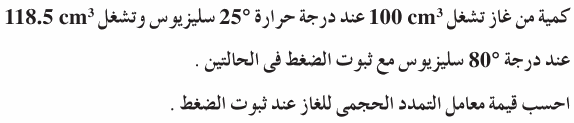 كمية من غاز تشغل 100 cm³ عند درجة حرارة °25 سليزيوس وتشغل 118.5 cm³
عند درجة °80 سليزيوس مع ثبوت الضغط فى الحالتين .
احسب قيمة معامل التمدد الحجمى للغاز عند ثبوت الضغط .